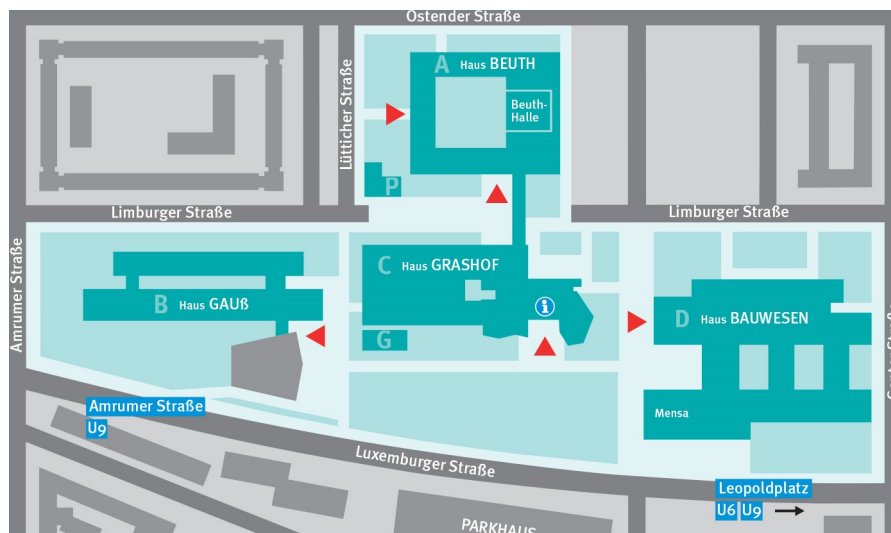 Ostender Straße
A Haus BEUTH
Beuth-
Halle
Lütticher Straße
P
Limburger Straße
Limburger Straße
Amrumer Straße
C Haus GRASHOF
B Haus GAUß
i
D Haus BAUWESEN
G
Mensa
Amrumer Straße
U9
Luxemburger Straße
Leopoldplatz
U6 U9
PARKHAUS